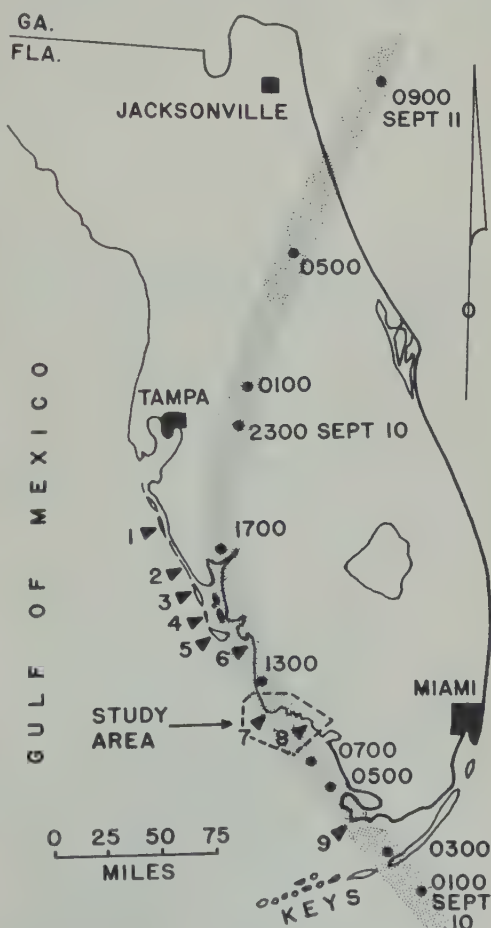 GA.
FLA.
JACKSONVILLE
0900
SEPT 11
0500
GULF OF MEXICO
TAMPA
0100
2300 SEPT 10
1
1700
2
3
4
5
6
1300
MIAMI
STUDY
AREA
7
8
0700
0500
9
0 25 50 75
MILES
0300
KEYS
0100
SEPT
10